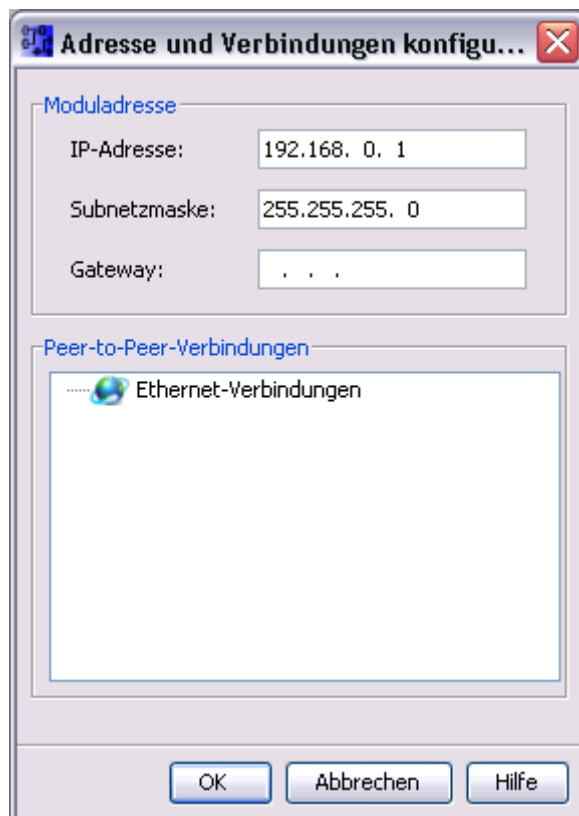 Adresse und Verbindungen konfigu...
Moduladresse
IP-Adresse: 192.168. 0. 1
Subnetzmaske: 255.255.255. 0
Gateway: . . .
Peer-to-Peer-Verbindungen
Ethernet-Verbindungen
OK Abbrechen Hilfe